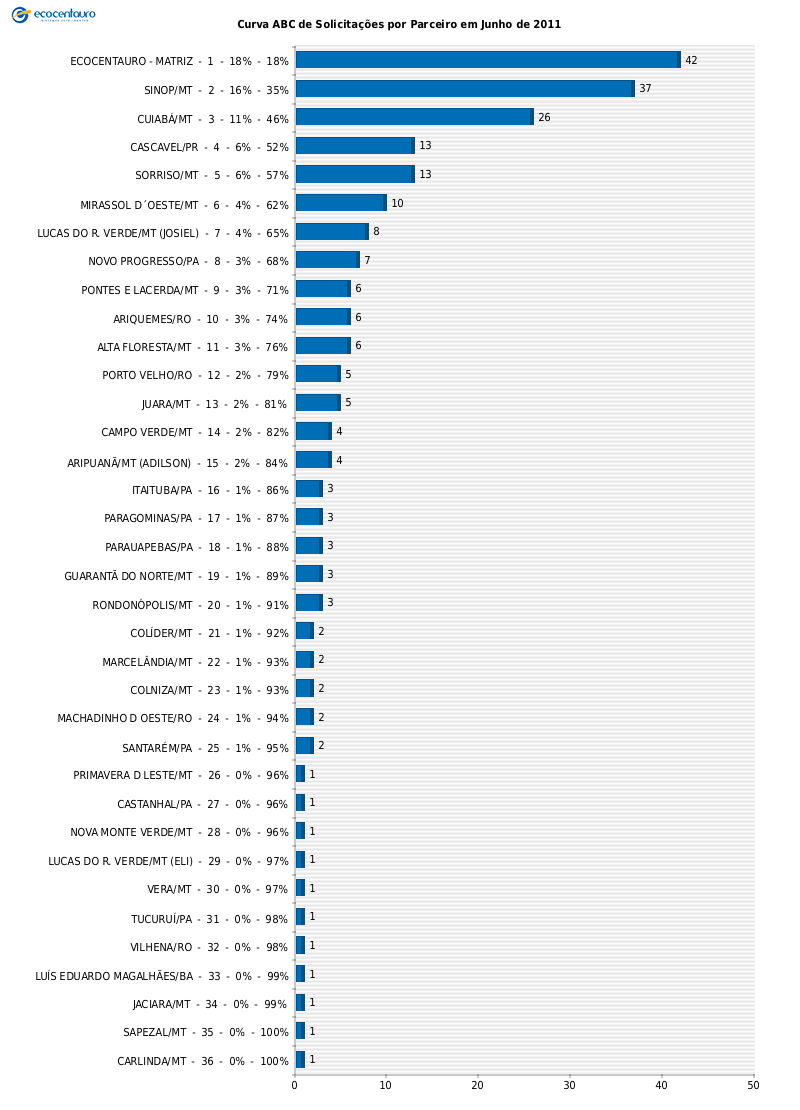 ecocentauro
Curva ABC de Solicitações por Parceiro em Junho de 2011
ECOCENTAURO - MATRIZ - 1 - 18% - 18% 42
SINOP/MT - 2 - 16% - 35% 37
CUIABÁ/MT - 3 - 11% - 46% 26
CASCAVEL/PR - 4 - 6% - 52% 13
SORRISO/MT - 5 - 6% - 57% 13
MIRASSOL D´OESTE/MT - 6 - 4% - 62% 10
LUCAS DO R. VERDE/MT (JOSIEL) - 7 - 4% - 65% 8
NOVO PROGRESSO/PA - 8 - 3% - 68% 7
PONTES E LACERDA/MT - 9 - 3% - 71% 6
ARIQUEMES/RO - 10 - 3% - 74% 6
ALTA FLORESTA/MT - 11 - 3% - 76% 6
PORTO VELHO/RO - 12 - 2% - 79% 5
JUARA/MT - 13 - 2% - 81% 5
CAMPO VERDE/MT - 14 - 2% - 82% 4
ARIPUANÃ/MT (ADILSON) - 15 - 2% - 84% 4
ITAITUBA/PA - 16 - 1% - 86% 3
PARAGOMINAS/PA - 17 - 1% - 87% 3
PARAUAPEBAS/PA - 18 - 1% - 88% 3
GUARANTÃ DO NORTE/MT - 19 - 1% - 89% 3
RONDONÓPOLIS/MT - 20 - 1% - 91% 3
COLÍDER/MT - 21 - 1% - 92% 2
MARCELÂNDIA/MT - 22 - 1% - 93% 2
COLNIZA/MT - 23 - 1% - 93% 2
MACHADINHO D OESTE/RO - 24 - 1% - 94% 2
SANTARÉM/PA - 25 - 1% - 95% 2
PRIMAVERA D LESTE/MT - 26 - 0% - 96% 1
CASTANHAL/PA - 27 - 0% - 96% 1
NOVA MONTE VERDE/MT - 28 - 0% - 96% 1
LUCAS DO R. VERDE/MT (ELI) - 29 - 0% - 97% 1
VERA/MT - 30 - 0% - 97% 1
TUCURUÍ/PA - 31 - 0% - 98% 1
VILHENA/RO - 32 - 0% - 98% 1
LUÍS EDUARDO MAGALHÃES/BA - 33 - 0% - 99% 1
JACIARA/MT - 34 - 0% - 99% 1
SAPEZAL/MT - 35 - 0% - 100% 1
CARLINDA/MT - 36 - 0% - 100% 1
0 10 20 30 40 50